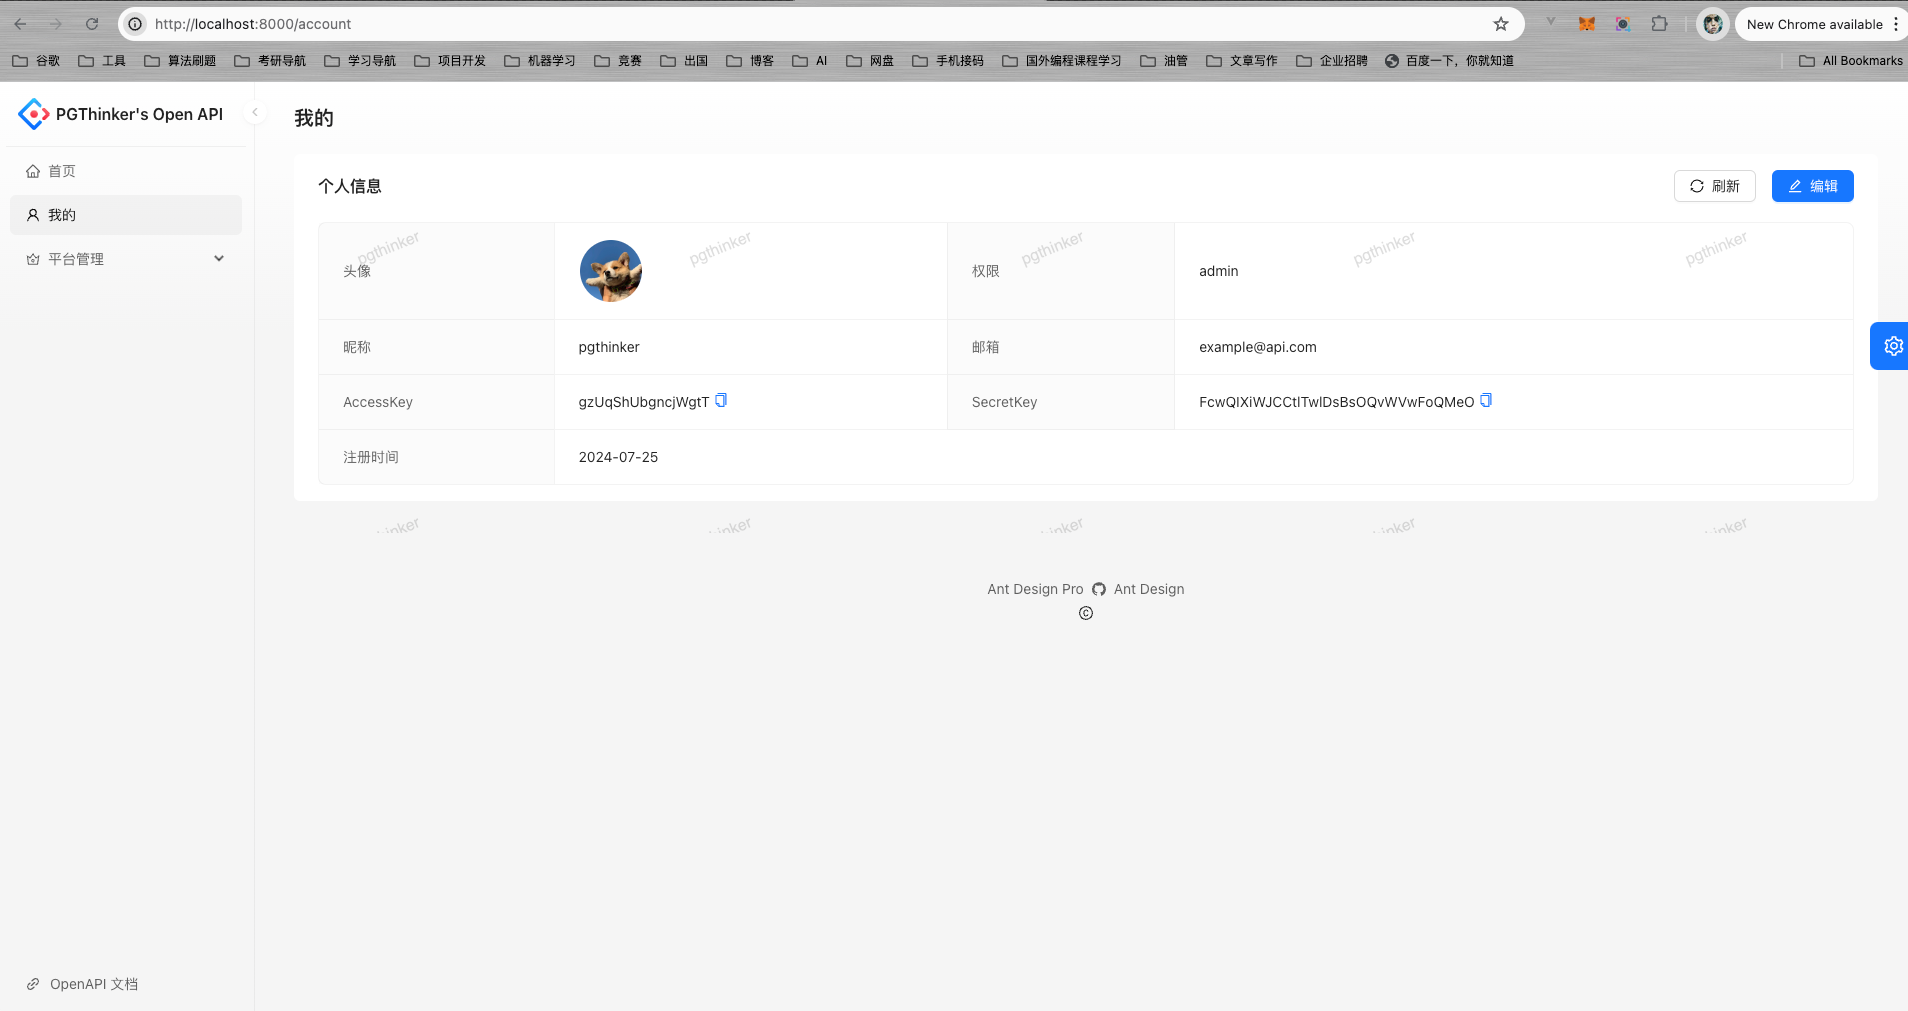 http://localhost:8000/account
New Chrome available
谷歌 工具 算法刷题 考研导航 学习导航 项目开发 机器学习 竞赛 出国 博客 AI 网盘 手机接码 国外编程课程学习 油管 文章写作 企业招聘 百度一下，你就知道 All Bookmarks
PGThinker's Open API
首页
我的
平台管理
OpenAPI 文档
我的
个人信息
刷新 编辑
头像 权限 admin
昵称 pgthinker 邮箱 example@api.com
AccessKey gzUqShUbgncjWgtT SecretKey
注册时间 2024-07-25
pgthinker pgthinker pgthinker pgthinker pgthinker
Ant Design Pro Ant Design
©